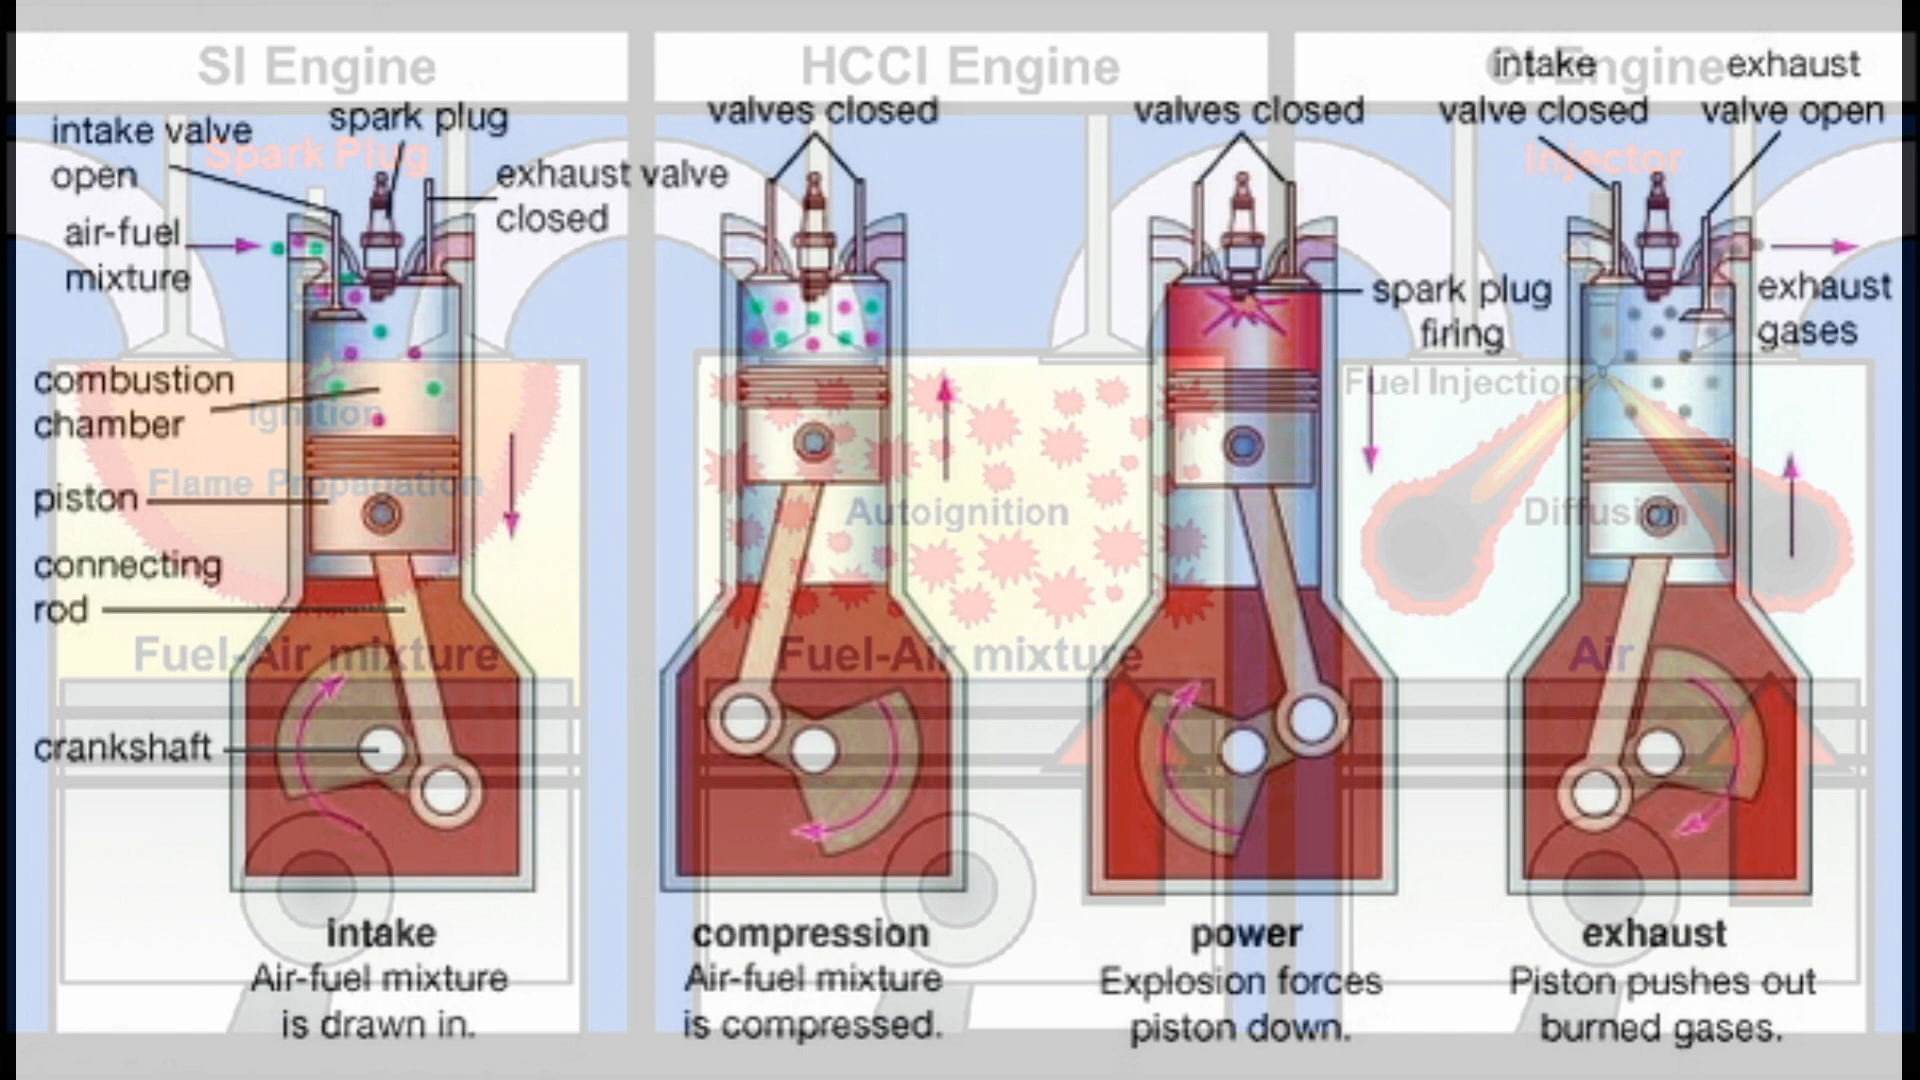 SI Engine
HCCI Engine
CI Engine
intake valve
open
spark plug
Spark Plug
exhaust valve
closed
air-fuel
mixture
combustion
chamber
Ignition
Flame Propagation
piston
connecting
rod
Fuel-Air mixture
crankshaft
intake
Air-fuel mixture
is drawn in.
valves closed
Autoignition
Fuel-Air mixture
compression
Air-fuel mixture
is compressed.
valves closed
spark plug
firing
power
Explosion forces
piston down.
intake
valve closed
exhaust
valve open
Injector
exhaust
gases
Fuel Injection
Diffusion
Air
exhaust
Piston pushes out
burned gases.